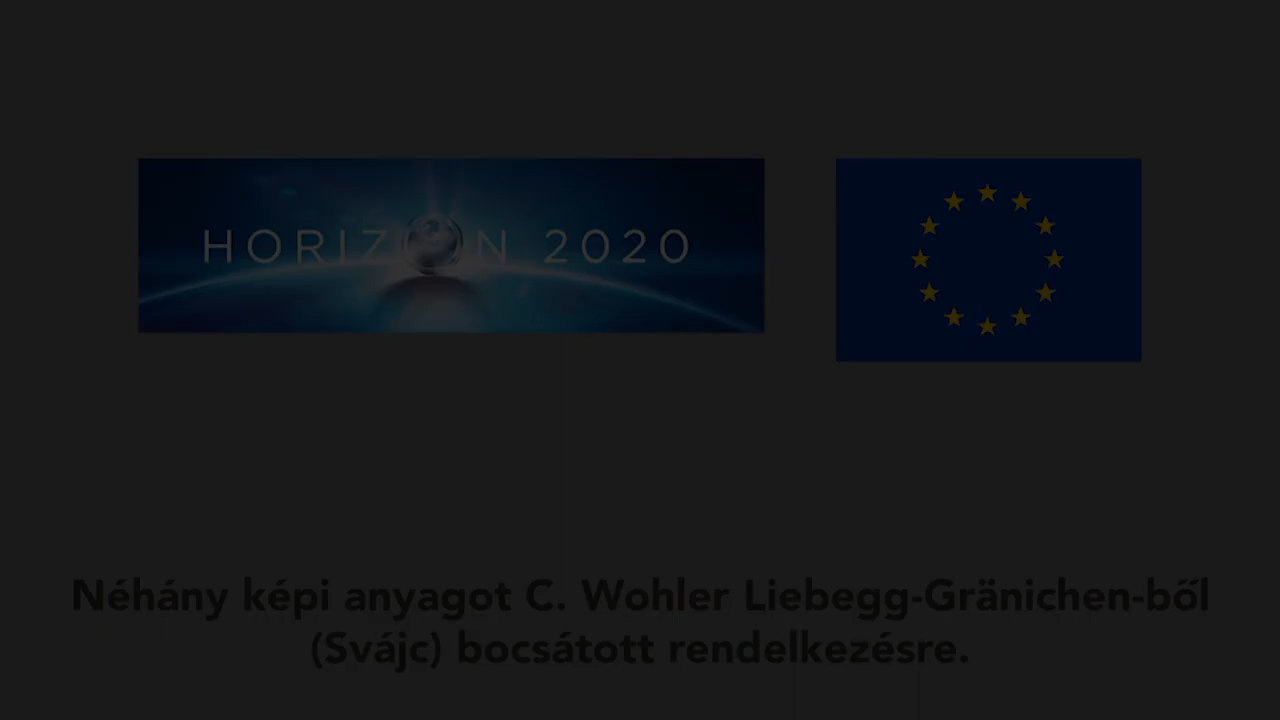 HORIZON 2020
Néhány képi anyagot C. Wohler Liebegg-Gränichen-ből
(Svájc) bocsátott rendelkezésre.